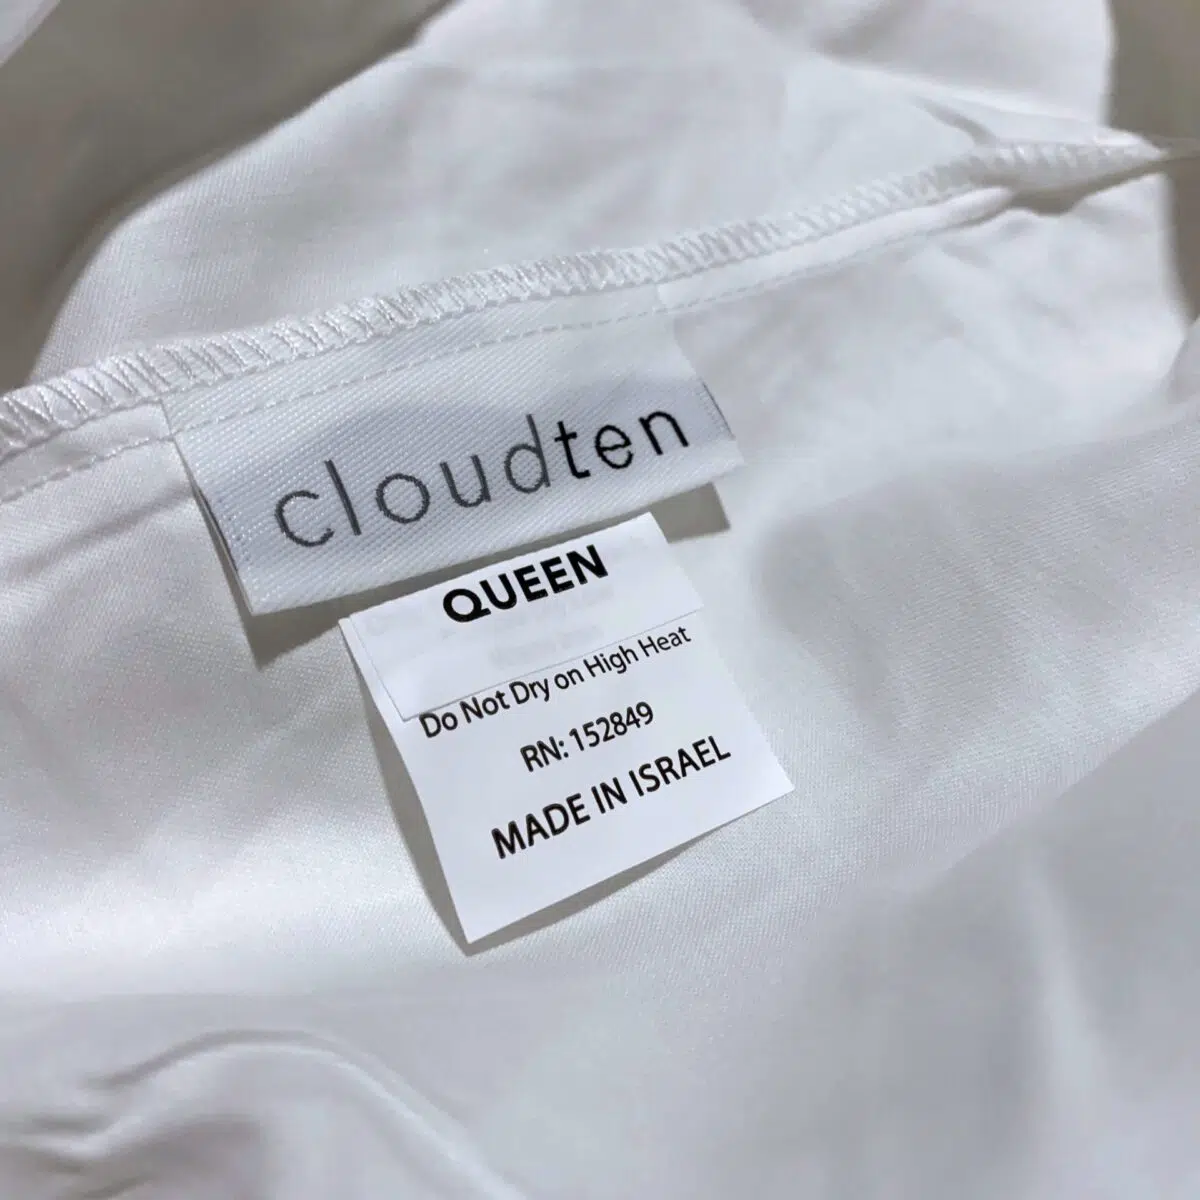 cloudten
QUEEN
Do Not Dry on High Heat
RN: 152849
MADE IN ISRAEL